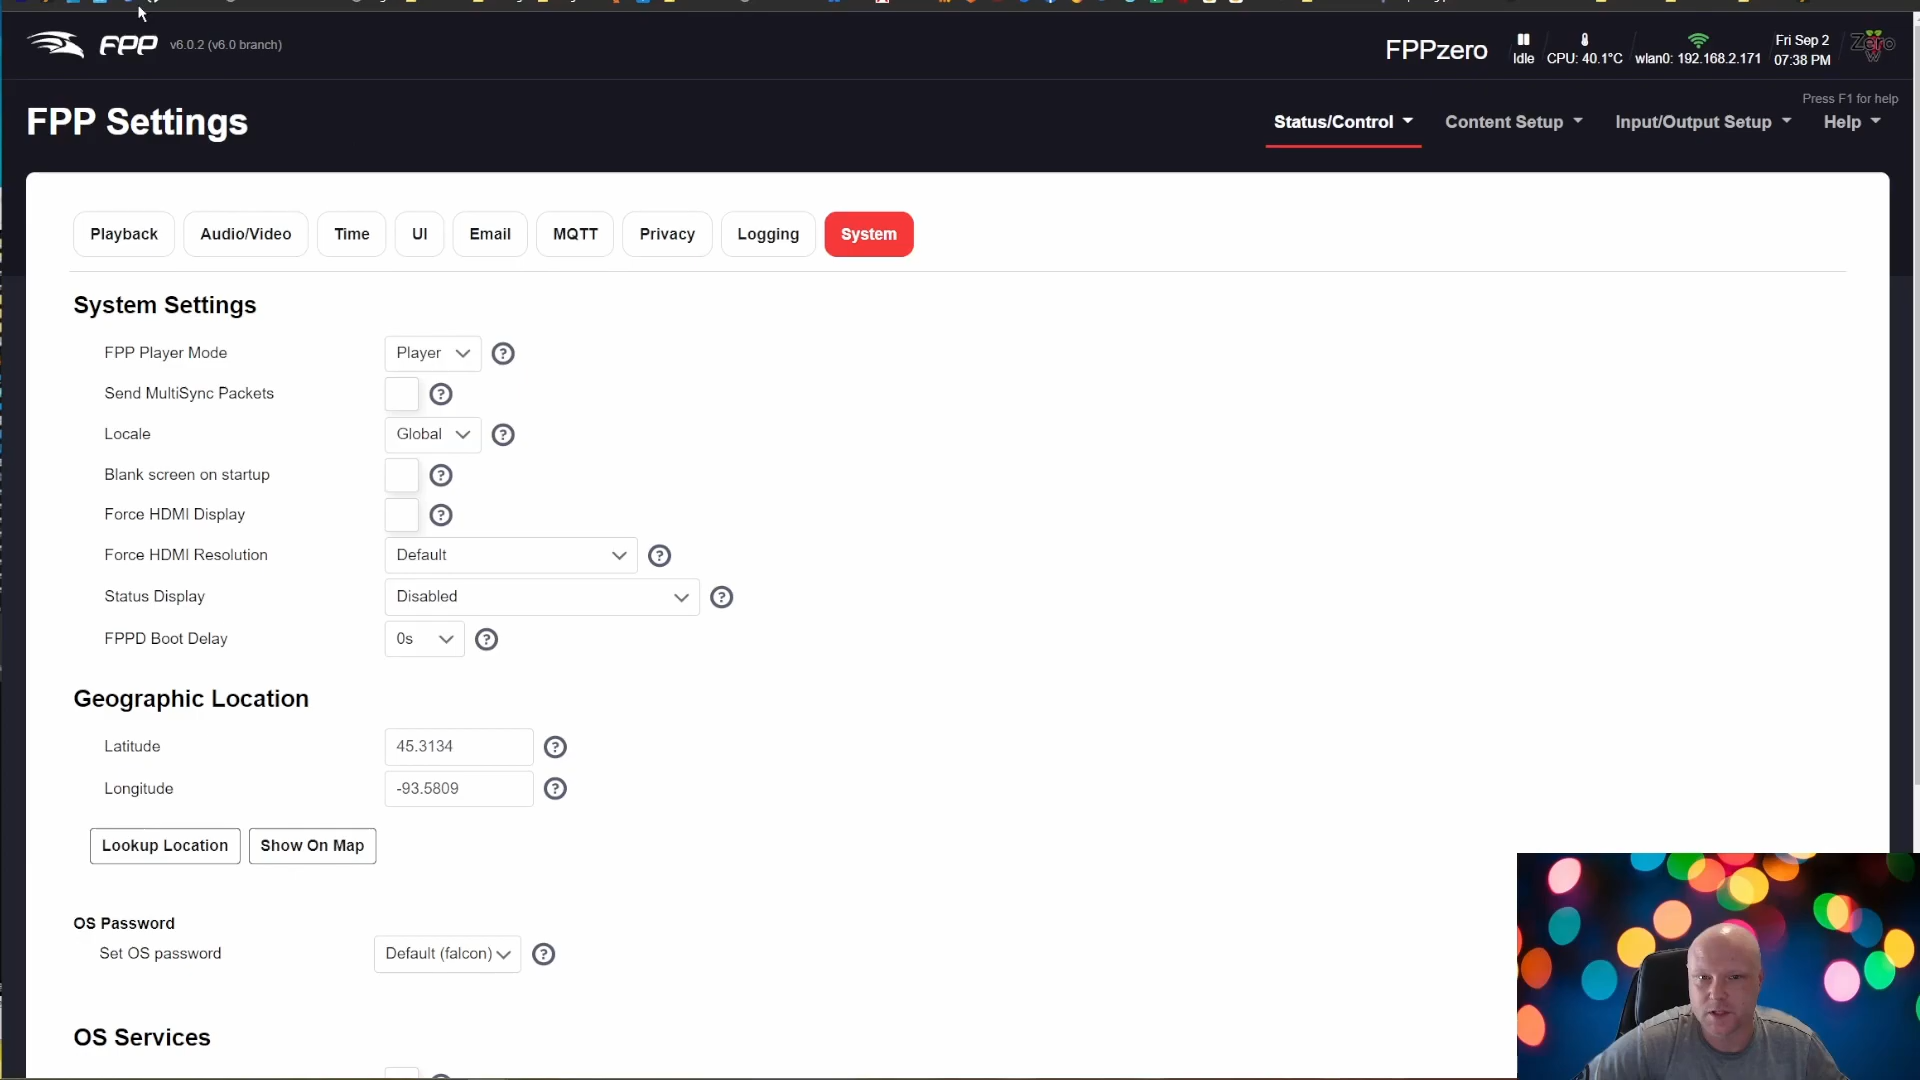 FPP v6.0.2 (v6.0 branch)
FPPzero
Idle
CPU: 40.1°C
wlan0: 192.168.2.171
Fri Sep 2
07:38 PM
Zero
W
Press F1 for help
FPP Settings
Status/Control Content Setup Input/Output Setup Help
Playback Audio/Video Time UI Email MQTT Privacy Logging System
System Settings
FPP Player Mode Player
Send MultiSync Packets
Locale Global
Blank screen on startup
Force HDMI Display
Force HDMI Resolution Default
Status Display Disabled
FPPD Boot Delay 0s
Geographic Location
Latitude 45.3134
Longitude -93.5809
Lookup Location Show On Map
OS Password
Set OS password Default (falcon)
OS Services